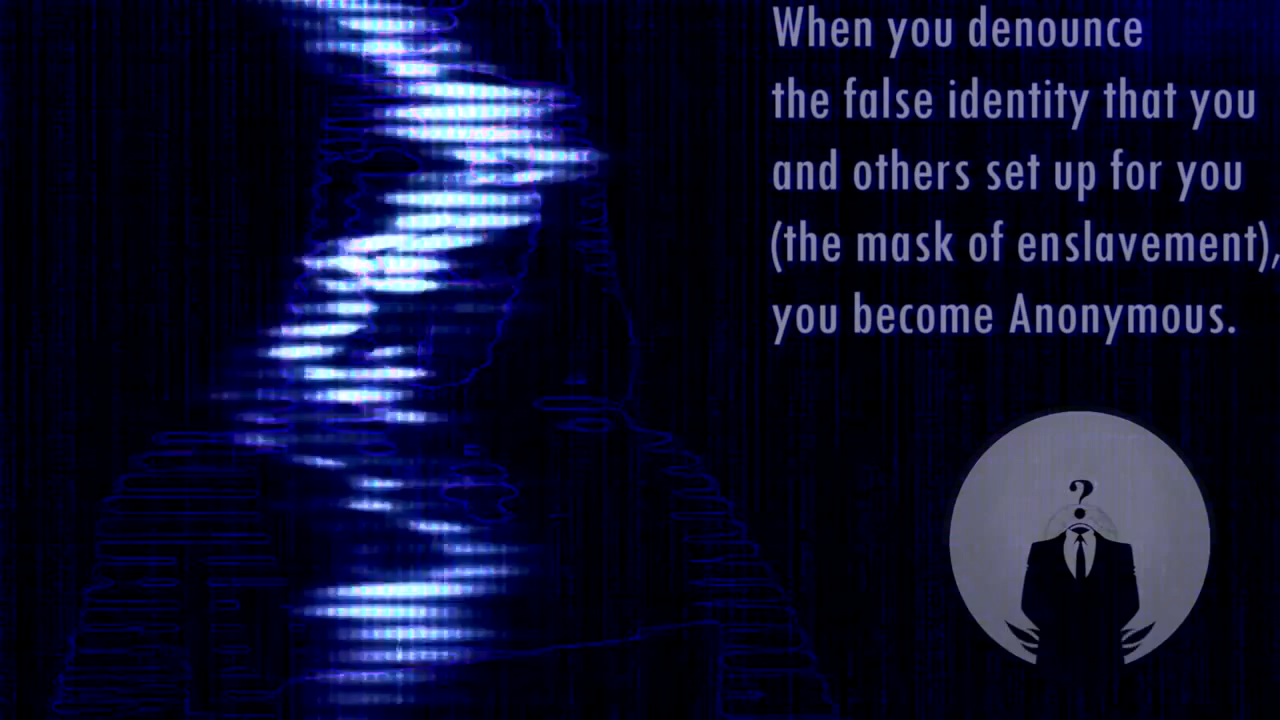 When you denounce
the false identity that you
and others set up for you
(the mask of enslavement),
you become Anonymous.
?